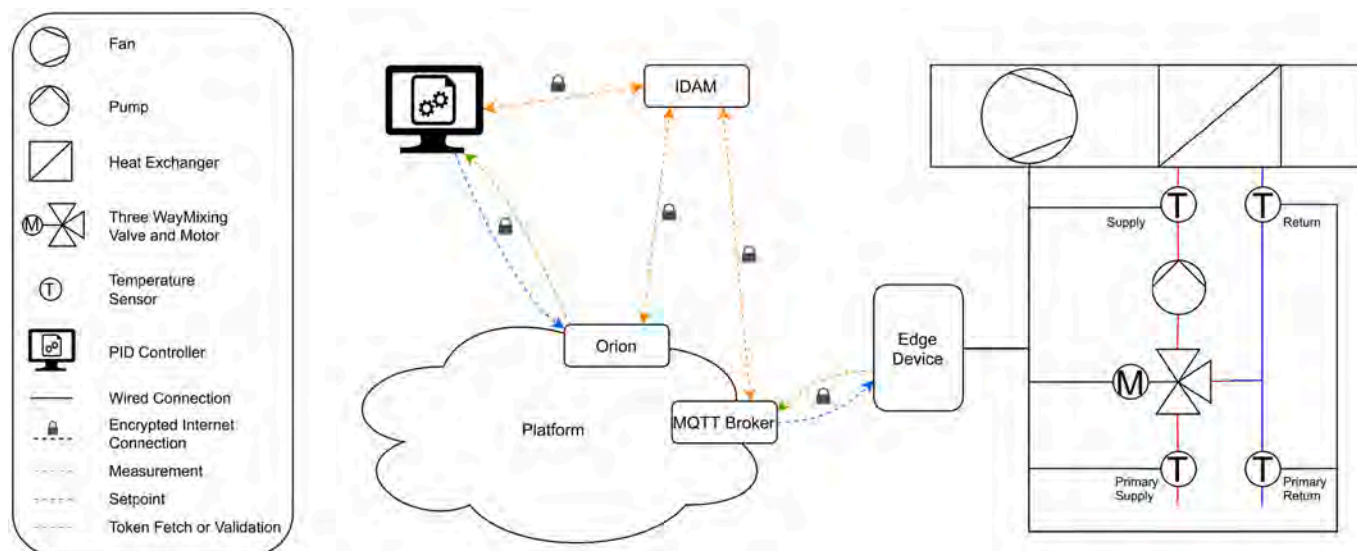 Fan
Pump
Heat Exchanger
Three WayMixing
Valve and Motor
M
Temperature
Sensor
T
PID Controller
Wired Connection
Encrypted Internet
Connection
Measurement
Setpoint
Token Fetch or Validation
IDAM
Orion
Platform
MQTT Broker
Edge
Device
T
Supply
T
Return
M
T
Primary
Supply
T
Primary
Return